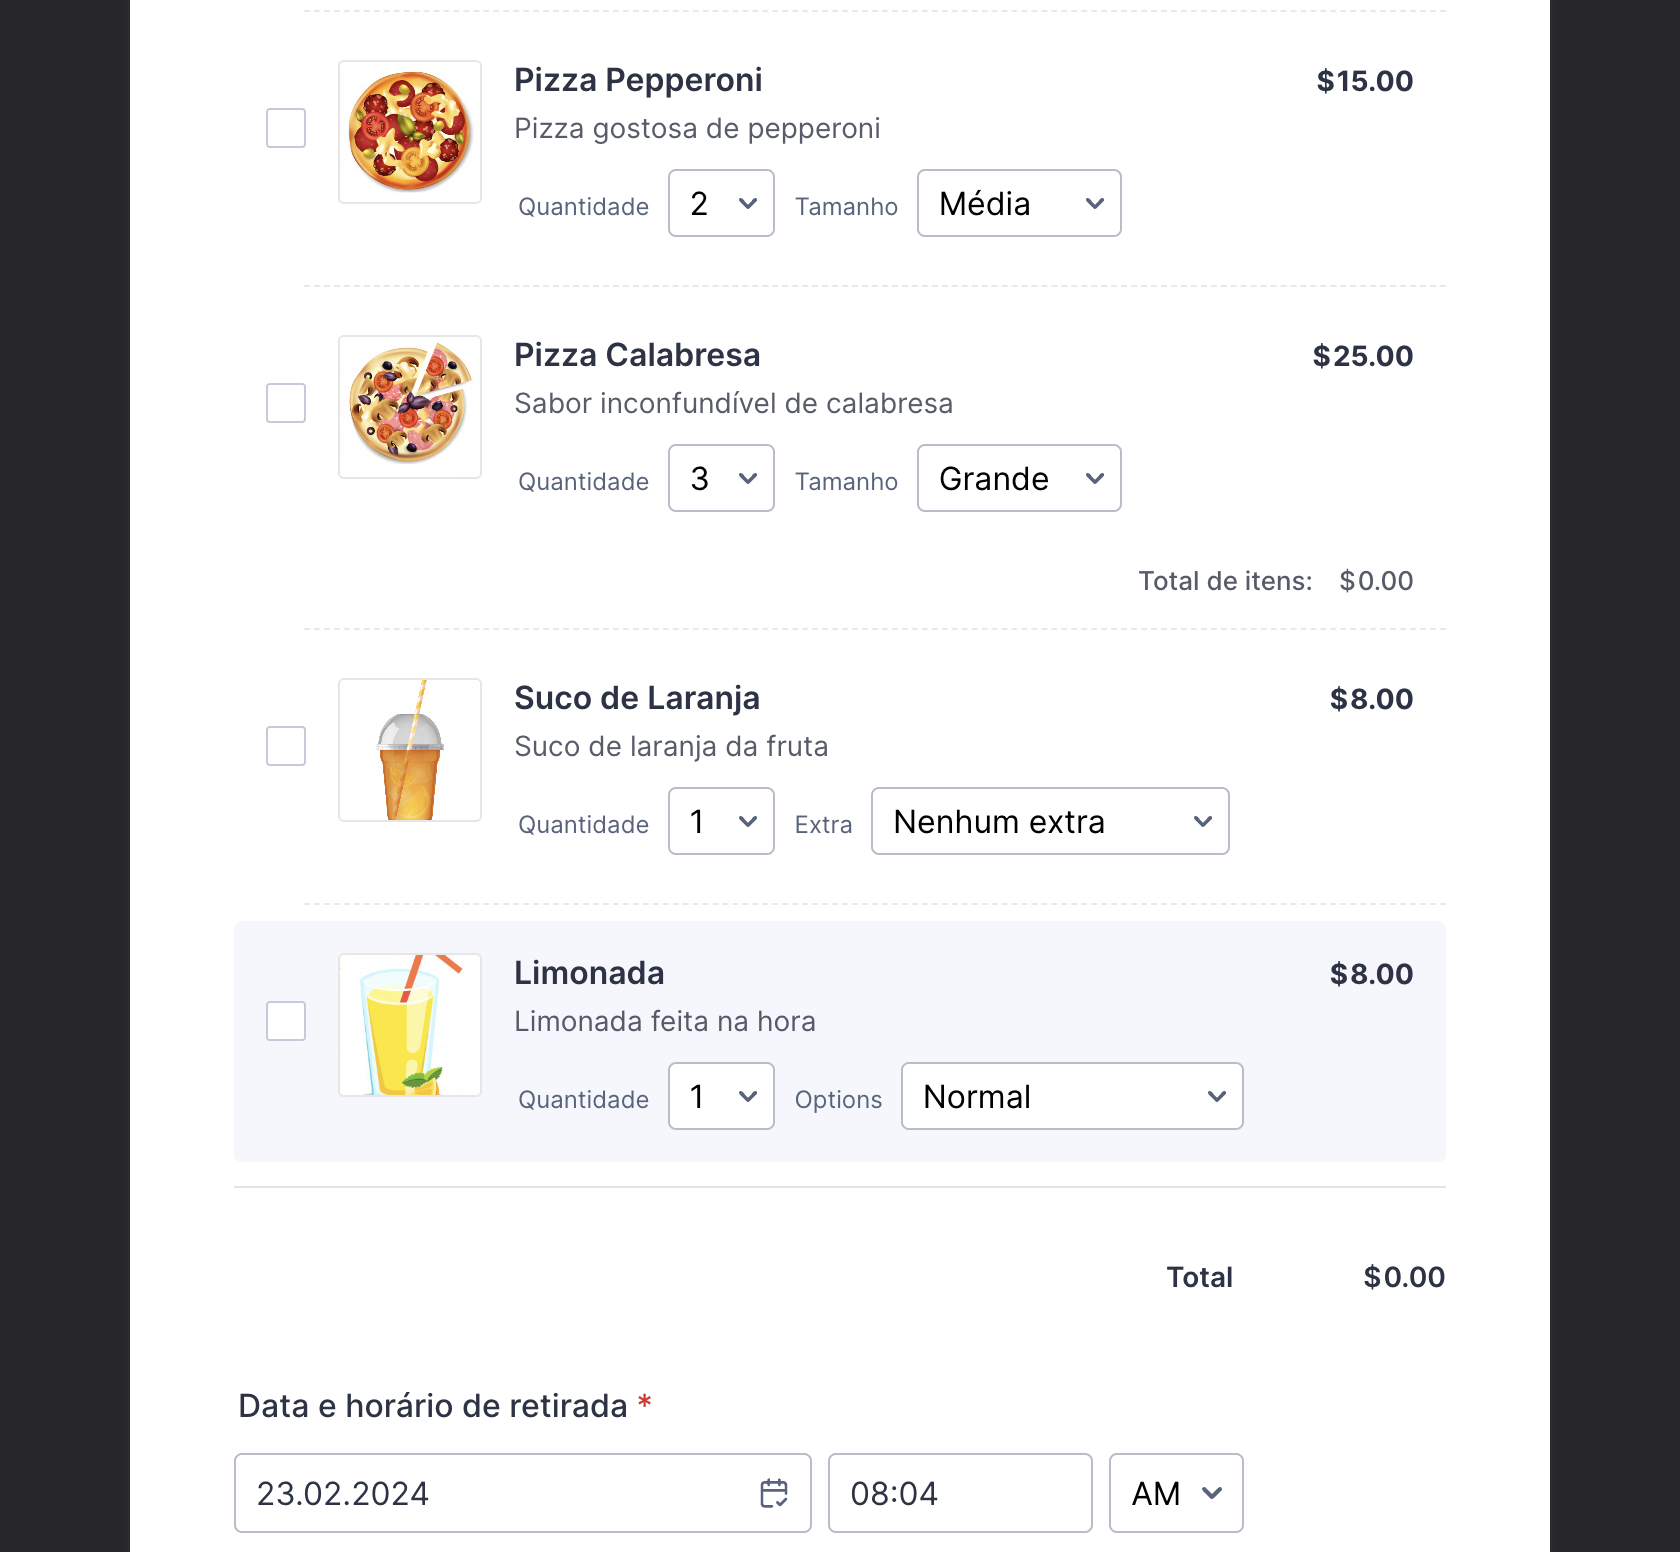 Pizza Pepperoni $15.00
Pizza gostosa de pepperoni
Quantidade 2 Tamanho Média
Pizza Calabresa $25.00
Sabor inconfundível de calabresa
Quantidade 3 Tamanho Grande
Total de itens: $0.00
Suco de Laranja $8.00
Suco de laranja da fruta
Quantidade 1 Extra Nenhum extra
Limonada $8.00
Limonada feita na hora
Quantidade 1 Options Normal
Total $0.00
Data e horário de retirada *
23.02.2024 08:04 AM